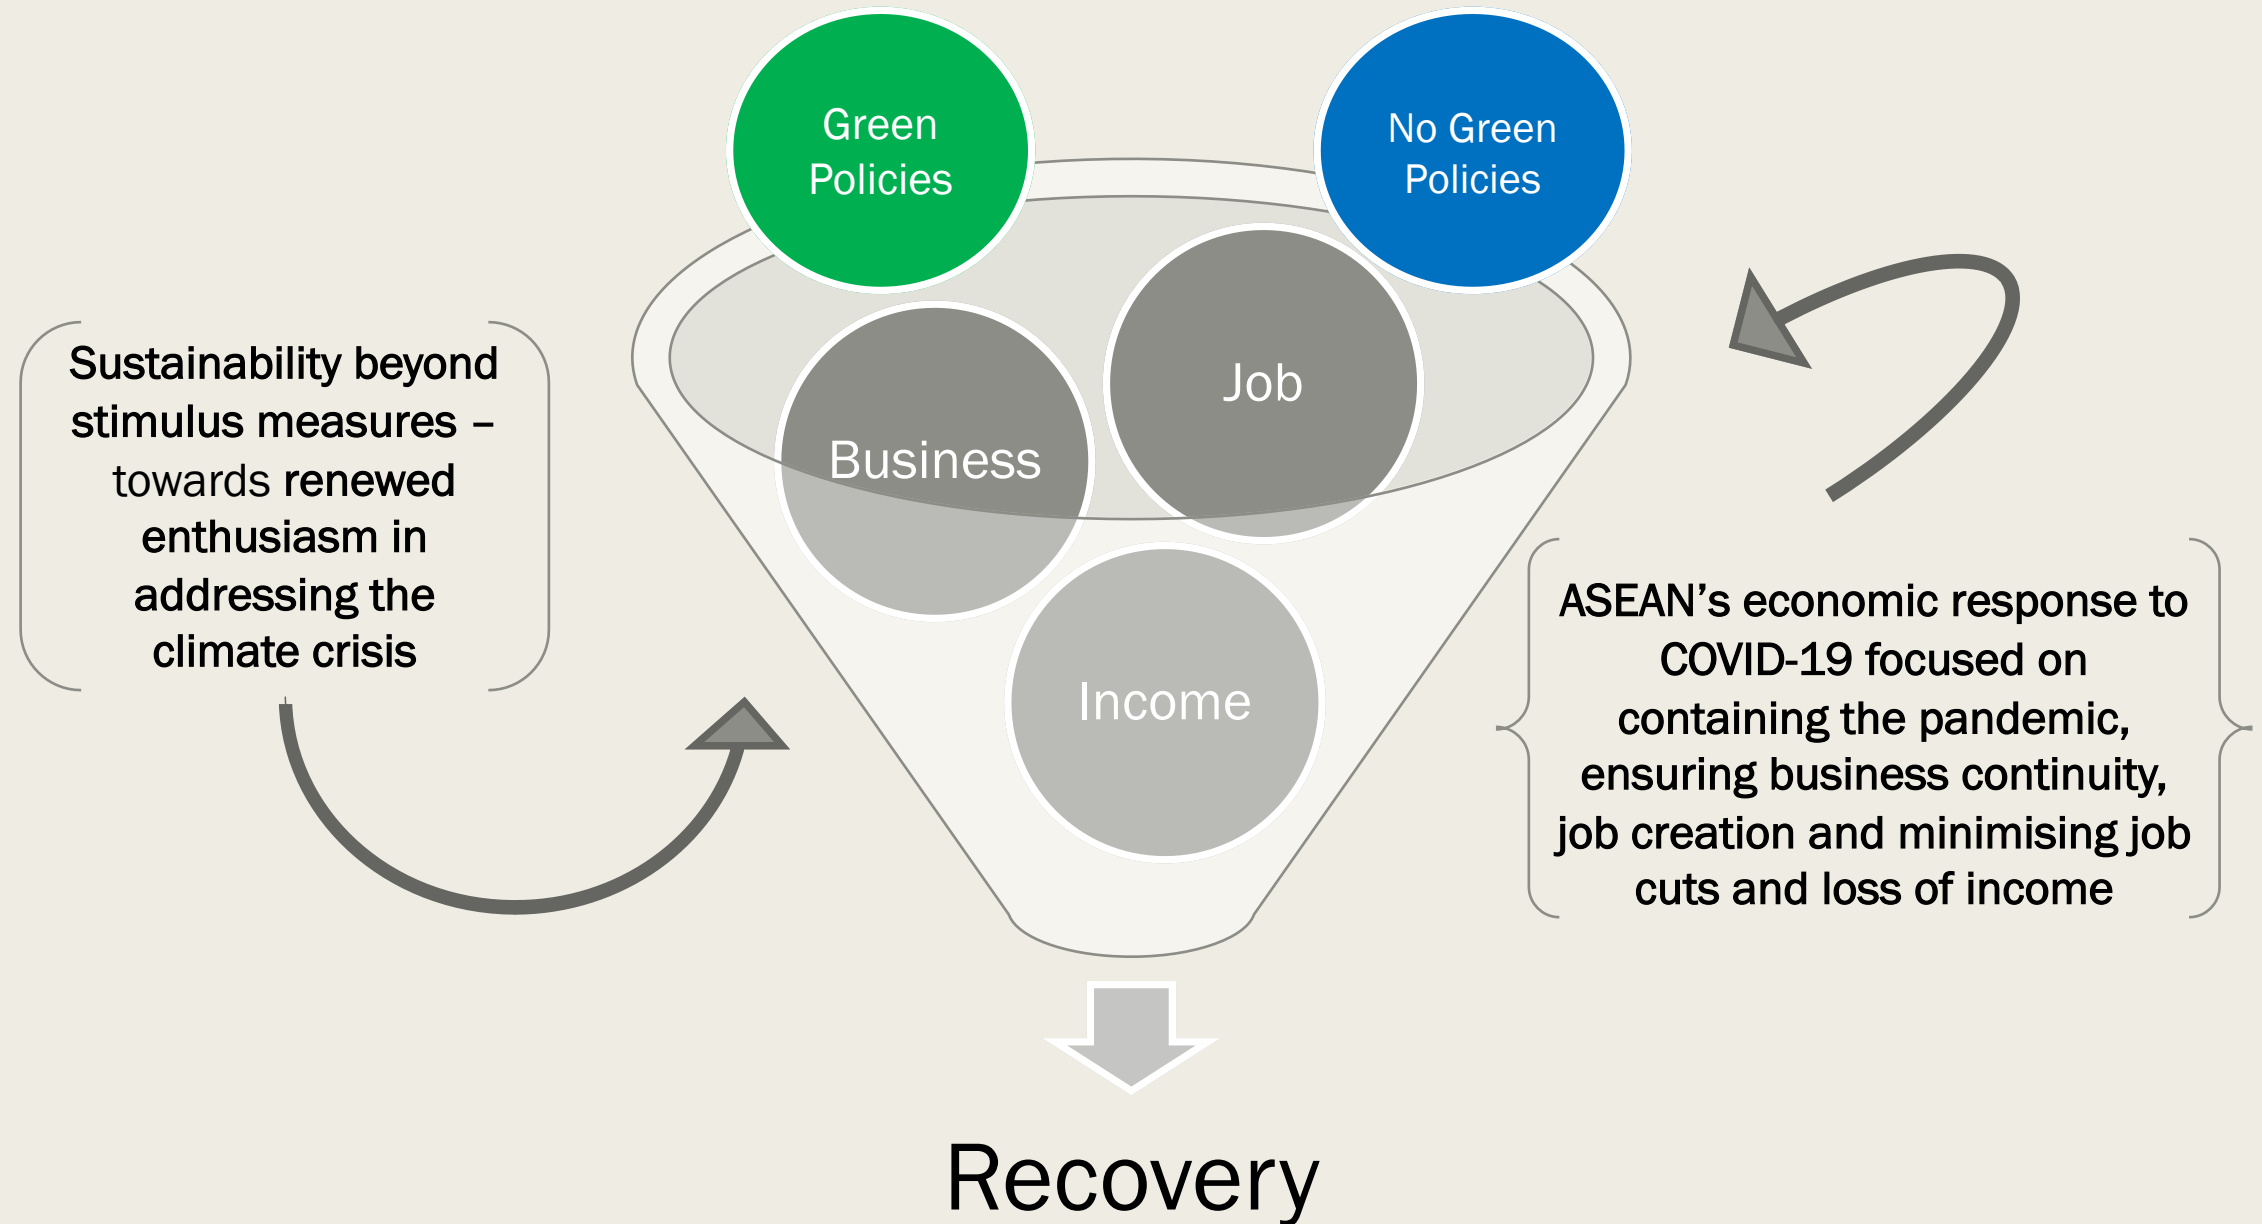 Green
Policies
No Green
Policies
Job
Business
Income
Sustainability beyond
stimulus measures –
towards renewed
enthusiasm in
addressing the
climate crisis
ASEAN’s economic response to
COVID-19 focused on
containing the pandemic,
ensuring business continuity,
job creation and minimising job
cuts and loss of income
Recovery